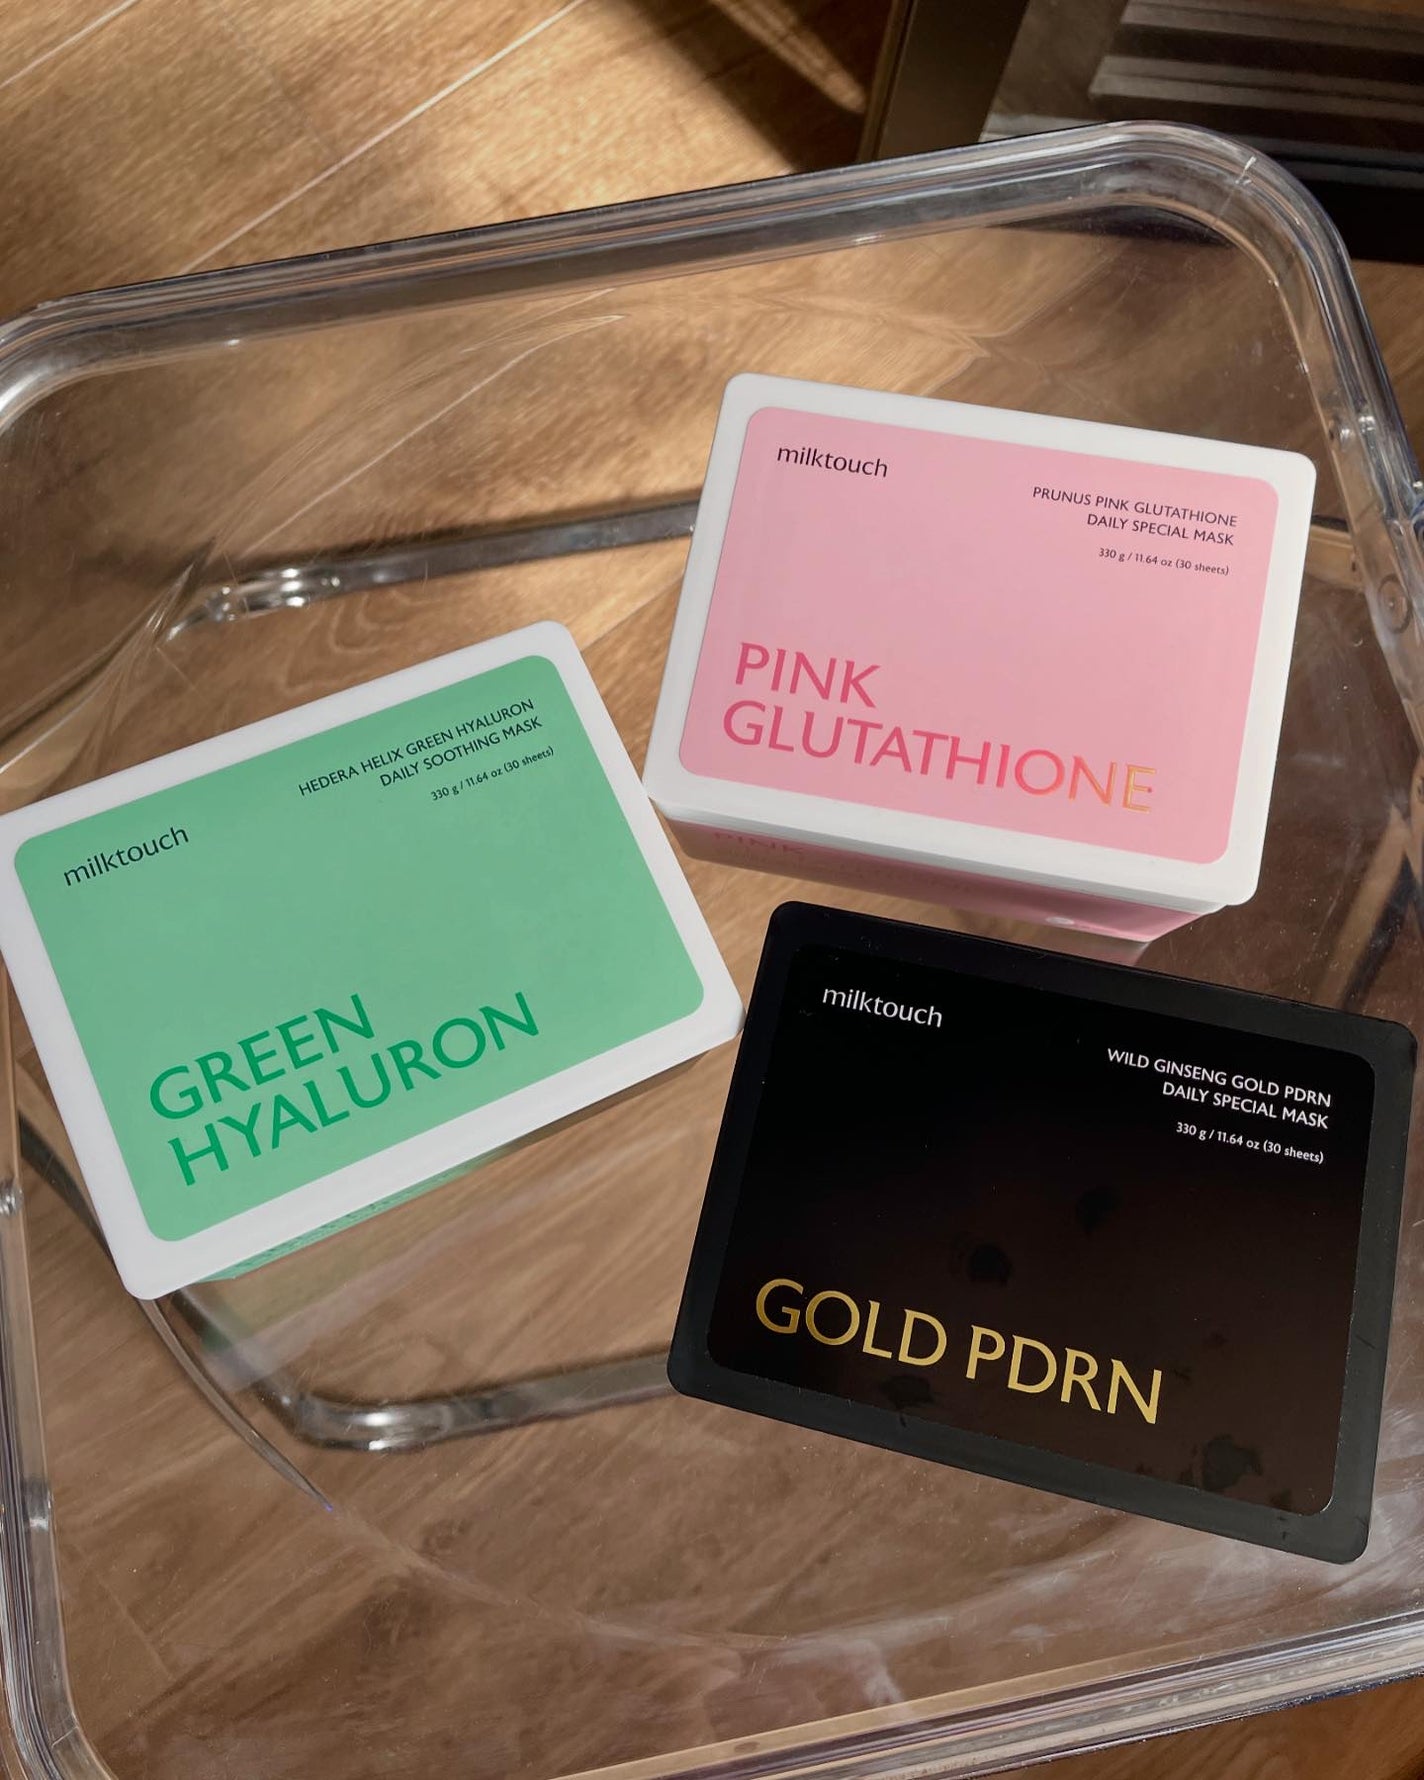 milktouch
PRUNUS PINK GLUTATHIONE
DAILY SPECIAL MASK
330 g / 11.64 oz (30 sheets)
PINK
GLUTATHIONE
PINK
milktouch
HEDERA HELIX GREEN HYALURON
DAILY SOOTHING MASK
330 g / 11.64 oz (30 sheets)
GREEN
HYALURON
milktouch
WILD GINSENG GOLD PDRN
DAILY SPECIAL MASK
330 g / 11.64 oz (30 sheets)
GOLD PDRN